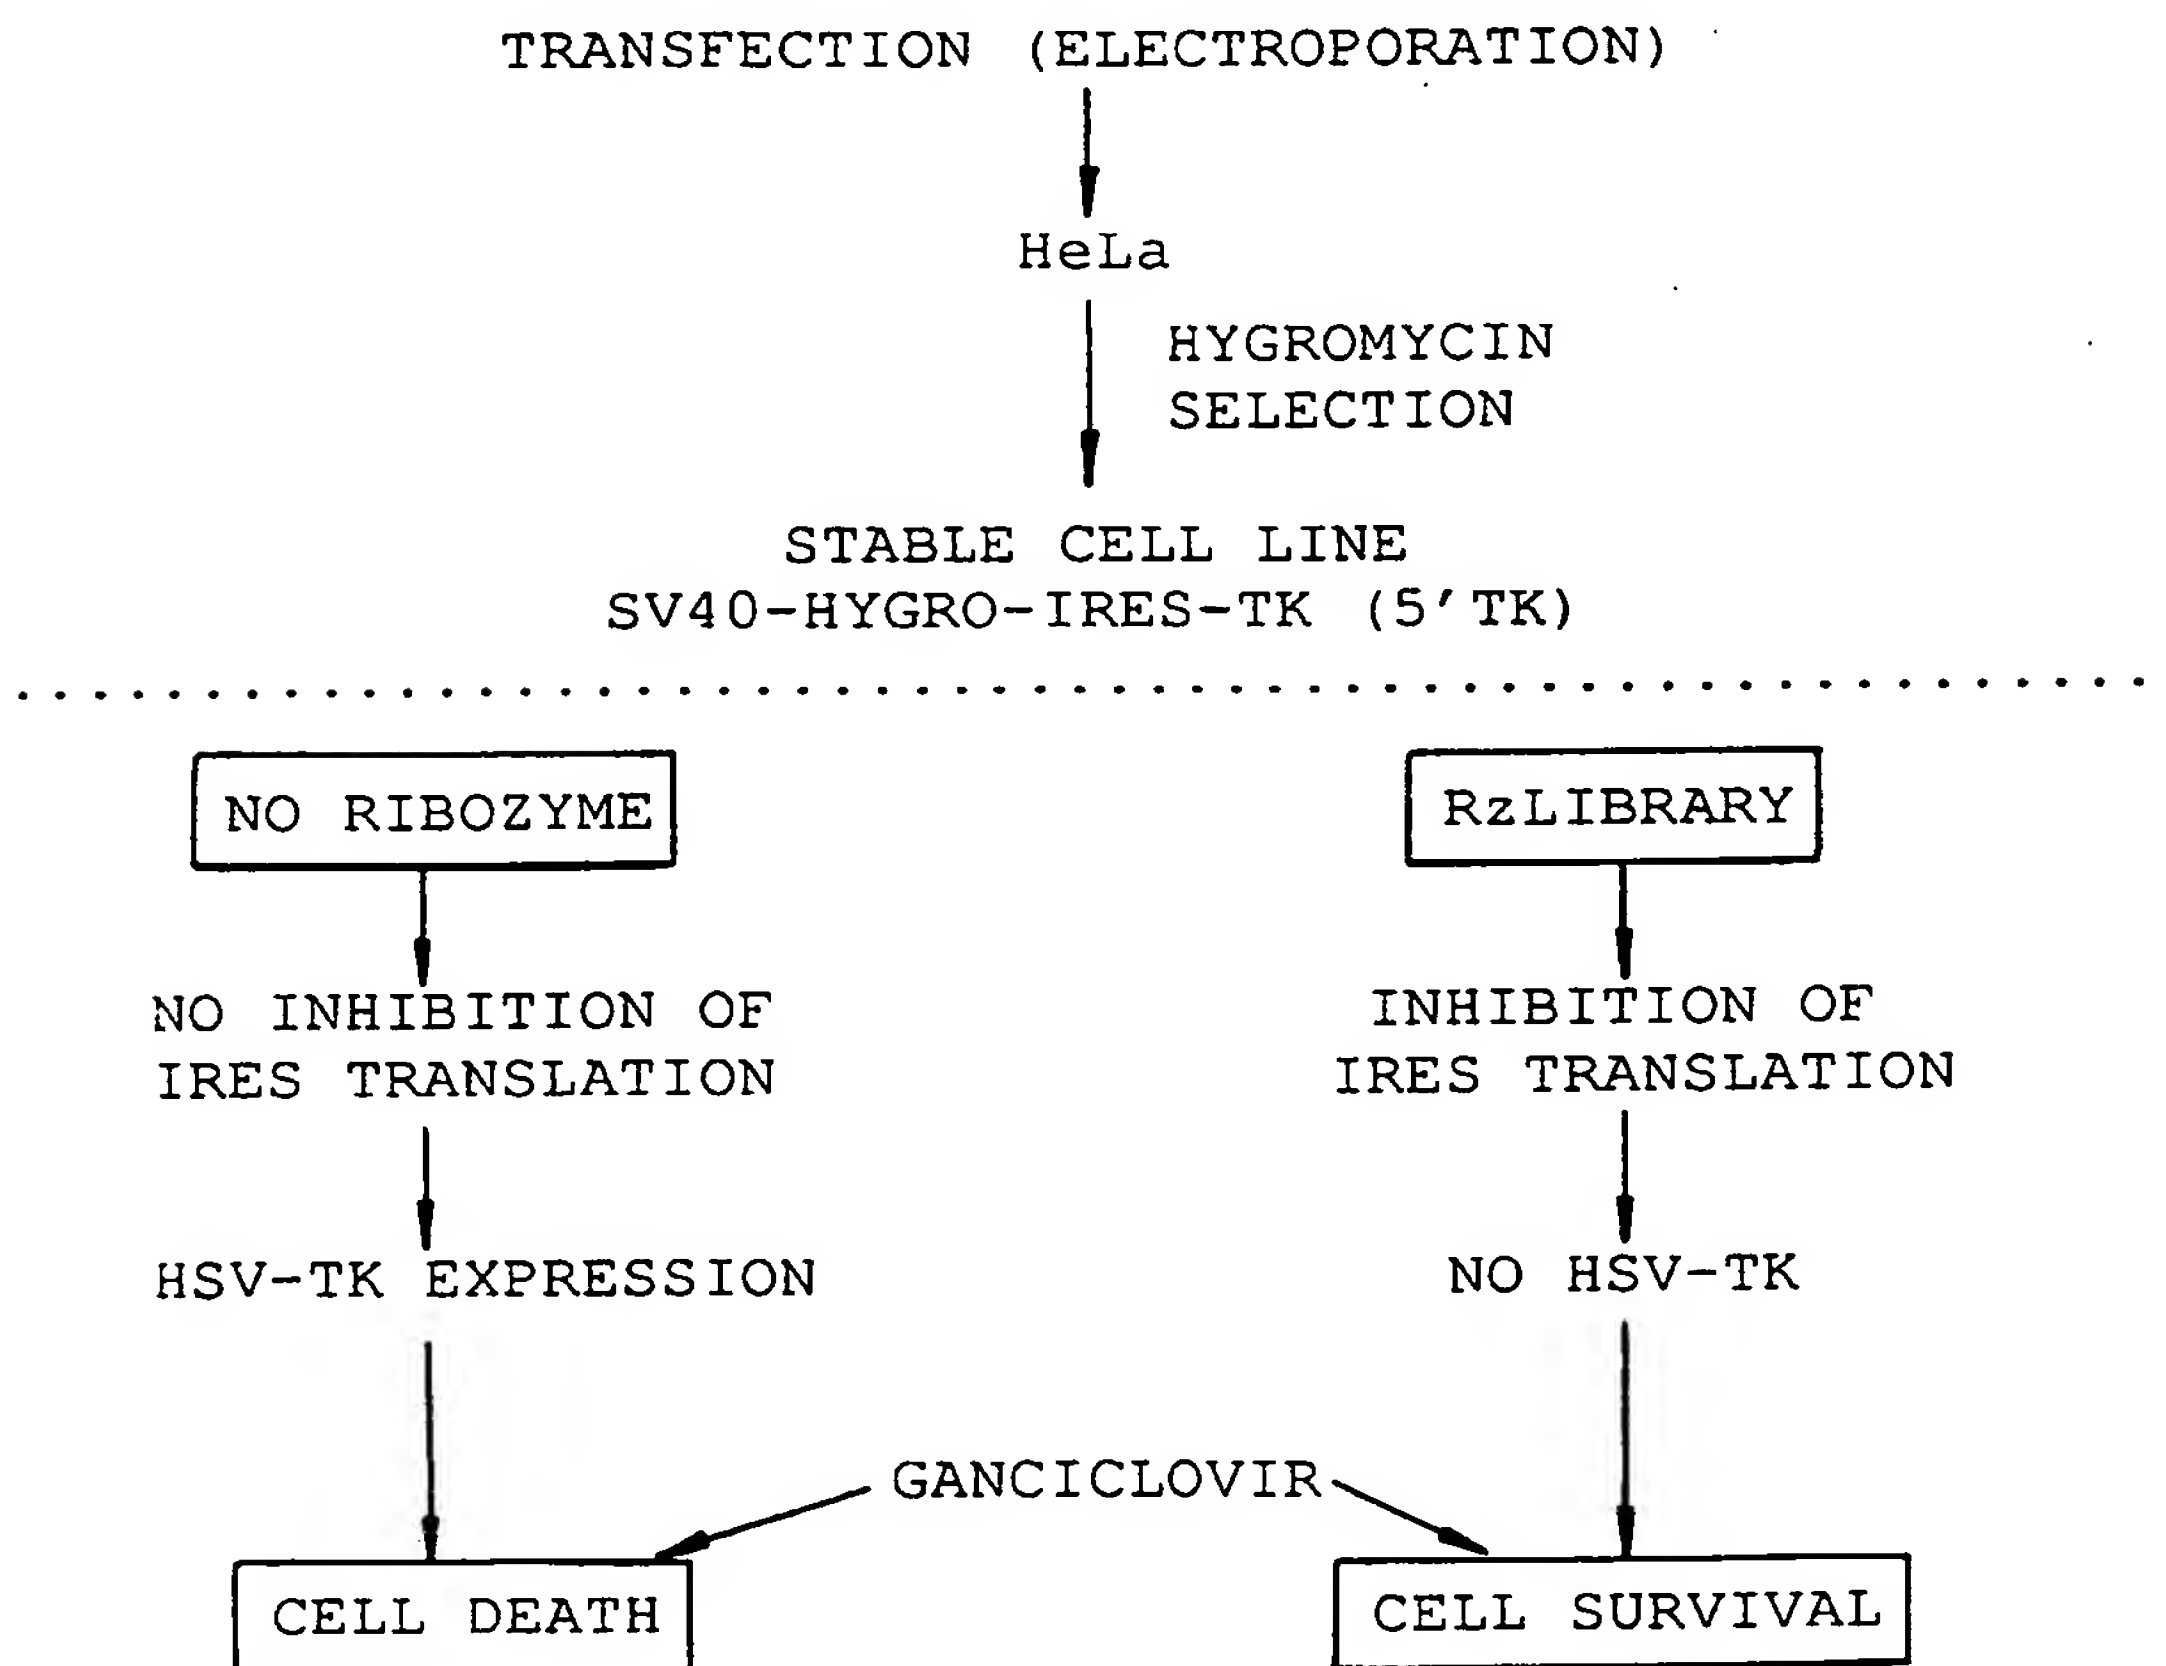 TRANSFECTION (ELECTROPORATION)
HeLa
HYGROMYCIN
SELECTION
STABLE CELL LINE
SV40-HYGRO-IRES-TK (5'TK)
NO RIBOZYME
NO INHIBITION OF
IRES TRANSLATION
HSV-TK EXPRESSION
RzLIBRARY
INHIBITION OF
IRES TRANSLATION
NO HSV-TK
GANCICLOVIR
CELL DEATH
CELL SURVIVAL